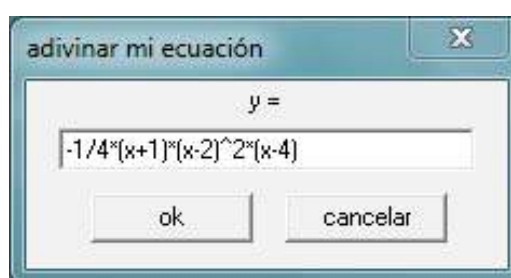 adivinar mi ecuación
y =
-1/4*(x+1)*(x-2)^2*(x-4)
ok
cancelar